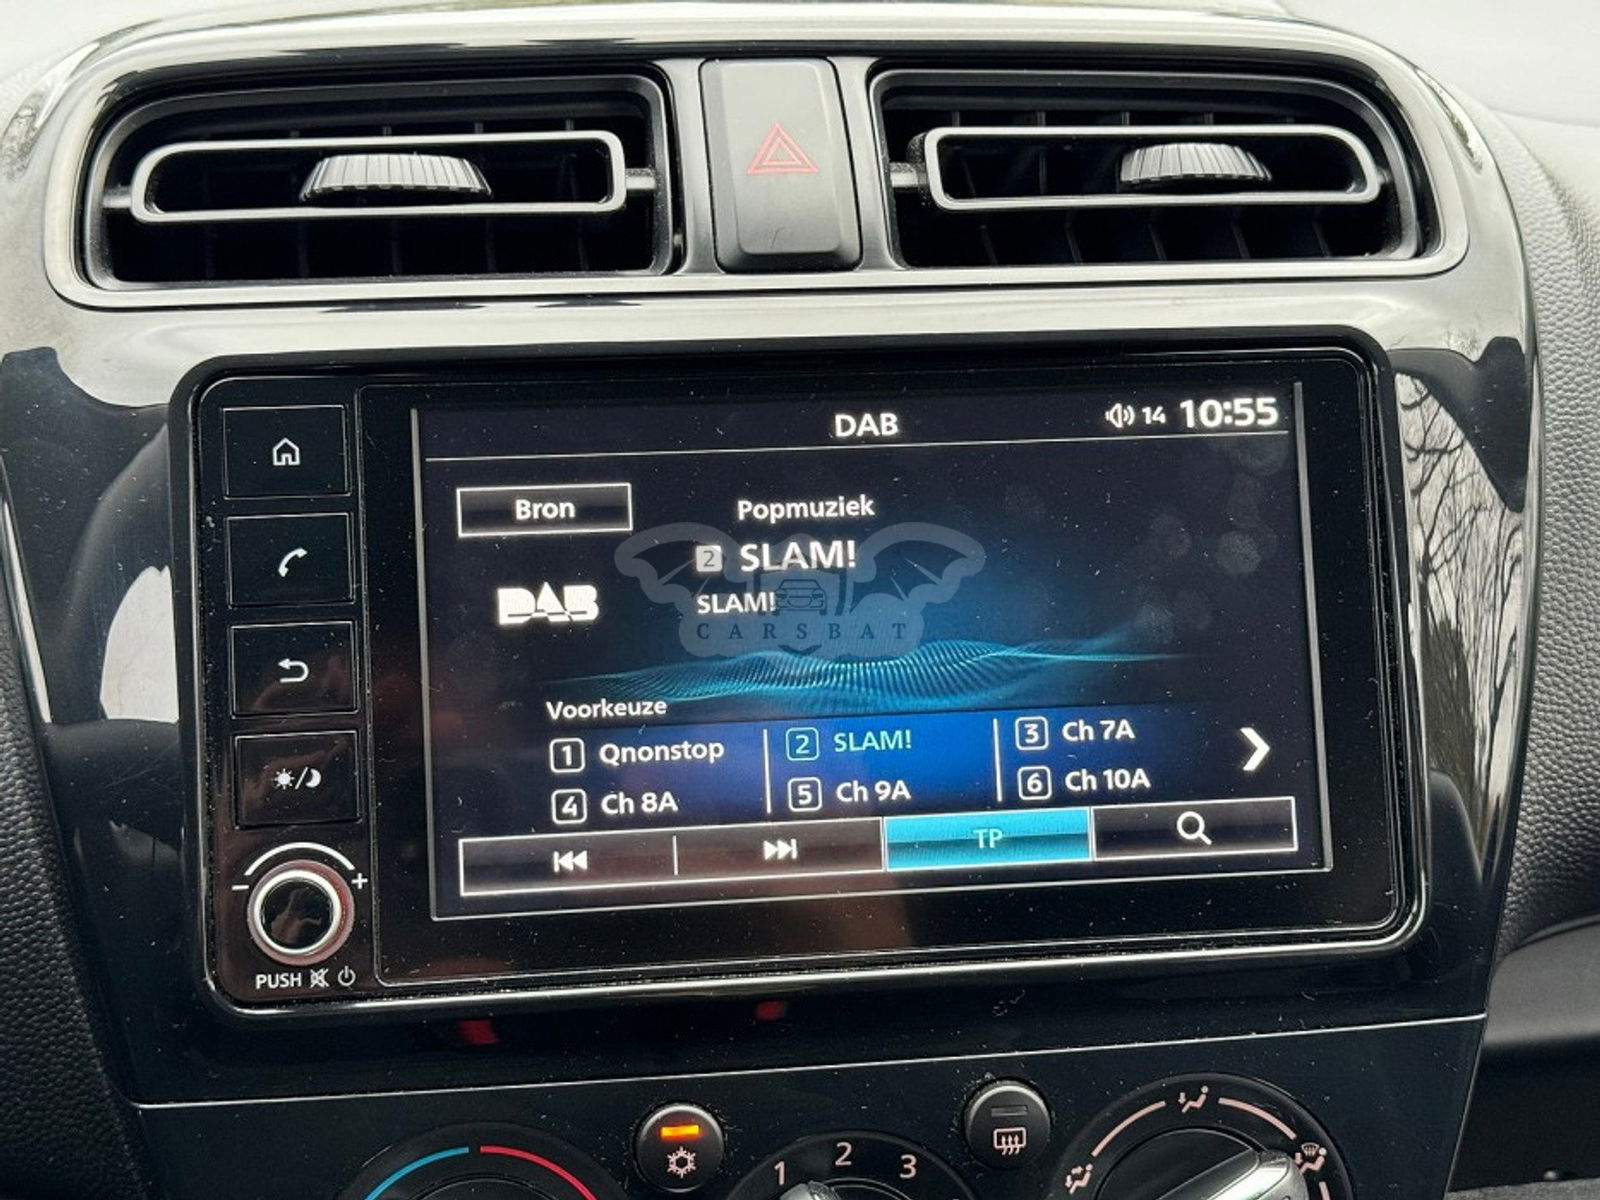 DAB 14 10:55
Bron
Popmuziek
2 SLAM!
DAB
SLAM!
CARSBAT
Voorkeuze
1 Qnonstop 2 SLAM! 3 Ch 7A
4 Ch 8A 5 Ch 9A 6 Ch 10A
TP
- +
PUSH
1 2 3